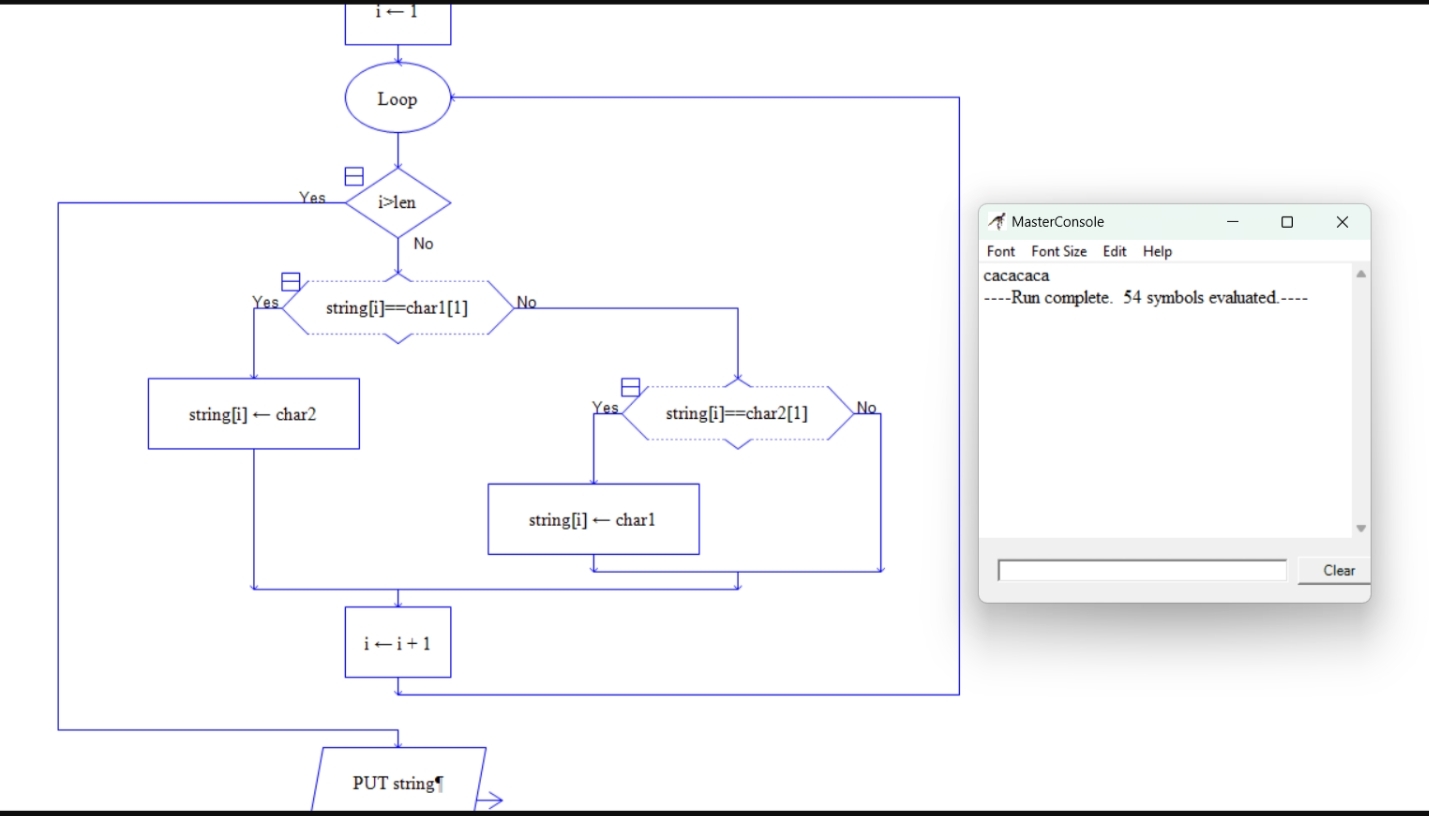 i ← 1
Loop
Yes
i>len
No
Yes
string[i]==char1[1]
No
string[i] ← char2
Yes
string[i]==char2[1]
No
string[i] ← char1
i ← i + 1
PUT string¶
MasterConsole
Font Font Size Edit Help
cacacaca
----Run complete.  54 symbols evaluated.----
Clear